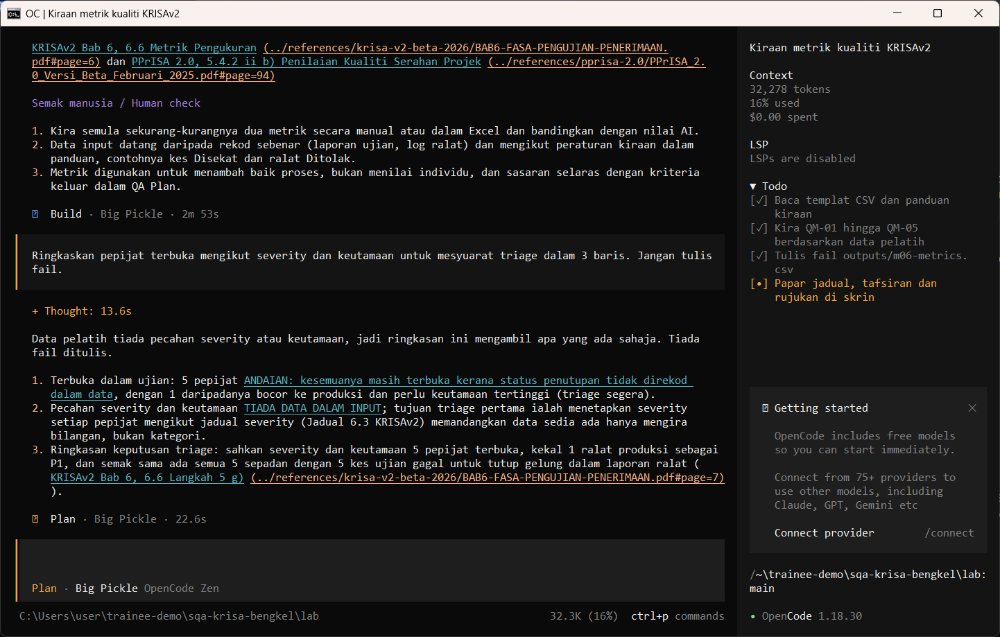 OC | Kiraan metrik kualiti KRISAv2
KRISAv2 Bab 6, 6.6 Metrik Pengukuran (../references/krisa-v2-beta-2026/BAB6-FASA-PENGUJIAN-PENERIMAAN.
pdf#page=6) dan PPrISA 2.0, 5.4.2 ii b) Penilaian Kualiti Serahan Projek (../references/pprisa-2.0/PPrISA_2.
0_Versi_Beta_Februari_2025.pdf#page=94)
Semak manusia / Human check
1. Kira semula sekurang-kurangnya dua metrik secara manual atau dalam Excel dan bandingkan dengan nilai AI.
2. Data input datang daripada rekod sebenar (laporan ujian, log ralat) dan mengikut peraturan kiraan dalam
panduan, contohnya kes Disekat dan ralat Ditolak.
3. Metrik digunakan untuk menambah baik proses, bukan menilai individu, dan sasaran selaras dengan kriteria
keluar dalam QA Plan.
Build · Big Pickle · 2m 53s
Ringkaskan pepijat terbuka mengikut severity dan keutamaan untuk mesyuarat triage dalam 3 baris. Jangan tulis
fail.
+ Thought: 13.6s
Data pelatih tiada pecahan severity atau keutamaan, jadi ringkasan ini mengambil apa yang ada sahaja. Tiada
fail ditulis.
1. Terbuka dalam ujian: 5 pepijat ANDAIAN: kesemuanya masih terbuka kerana status penutupan tidak direkod
dalam data, dengan 1 daripadanya bocor ke produksi dan perlu keutamaan tertinggi (triage segera).
2. Pecahan severity dan keutamaan TIADA DATA DALAM INPUT; tujuan triage pertama ialah menetapkan severity
setiap pepijat mengikut jadual severity (Jadual 6.3 KRISAv2) memandangkan data sedia ada hanya mengira
bilangan, bukan kategori.
3. Ringkasan keputusan triage: sahkan severity dan keutamaan 5 pepijat terbuka, kekal 1 ralat produksi sebagai
P1, dan semak sama ada semua 5 sepadan dengan 5 kes ujian gagal untuk tutup gelung dalam laporan ralat (
KRISAv2 Bab 6, 6.6 Langkah 5 g) (../references/krisa-v2-beta-2026/BAB6-FASA-PENGUJIAN-PENERIMAAN.pdf#page=7)
).
Plan · Big Pickle · 22.6s
Plan · Big Pickle OpenCode Zen
C:\Users\user\trainee-demo\sqa-krisa-bengkel\lab
32.3K (16%) ctrl+p commands
Kiraan metrik kualiti KRISAv2
Context
32,278 tokens
16% used
$0.00 spent
LSP
LSPs are disabled
▼ Todo
[✓] Baca templat CSV dan panduan
kiraan
[✓] Kira QM-01 hingga QM-05
berdasarkan data pelatih
[✓] Tulis fail outputs/m06-metrics.
csv
[•] Papar jadual, tafsiran dan
rujukan di skrin
Getting started
OpenCode includes free models
so you can start immediately.
Connect from 75+ providers to
use other models, including
Claude, GPT, Gemini etc
Connect provider /connect
/~\trainee-demo\sqa-krisa-bengkel\lab:
main
• OpenCode 1.18.30